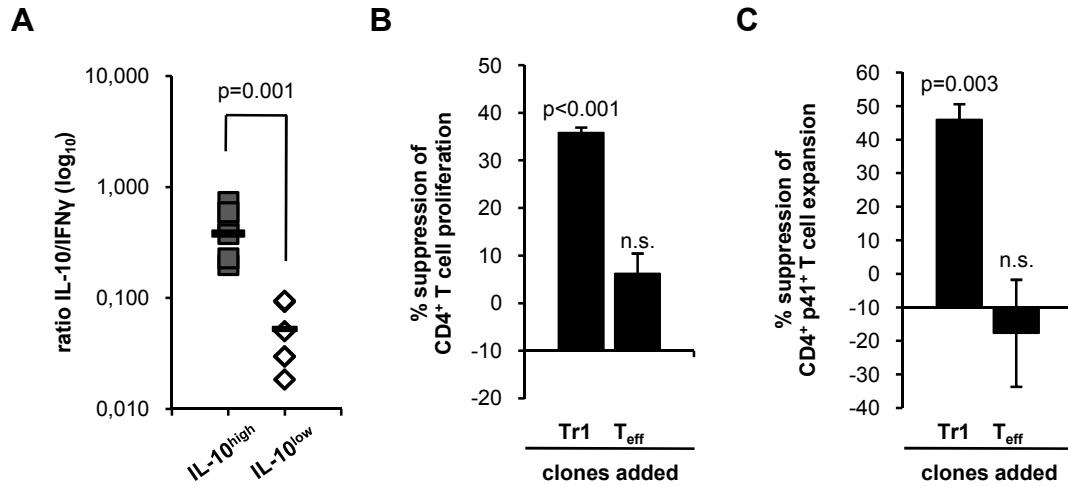 A
ratio IL-10/IFNγ (log10)
10,000
1,000
0,100
0,010
p=0.001
IL-10high
IL-10low
B
% suppression of
CD4+ T cell proliferation
50
40
30
20
10
0
-10
-20
p<0.001
n.s.
Tr1 Teff
clones added
C
% suppression of
CD4+ p41+ T cell expansion
60
50
40
30
20
10
0
-10
-20
-30
-40
p=0.003
n.s.
Tr1 Teff
clones added